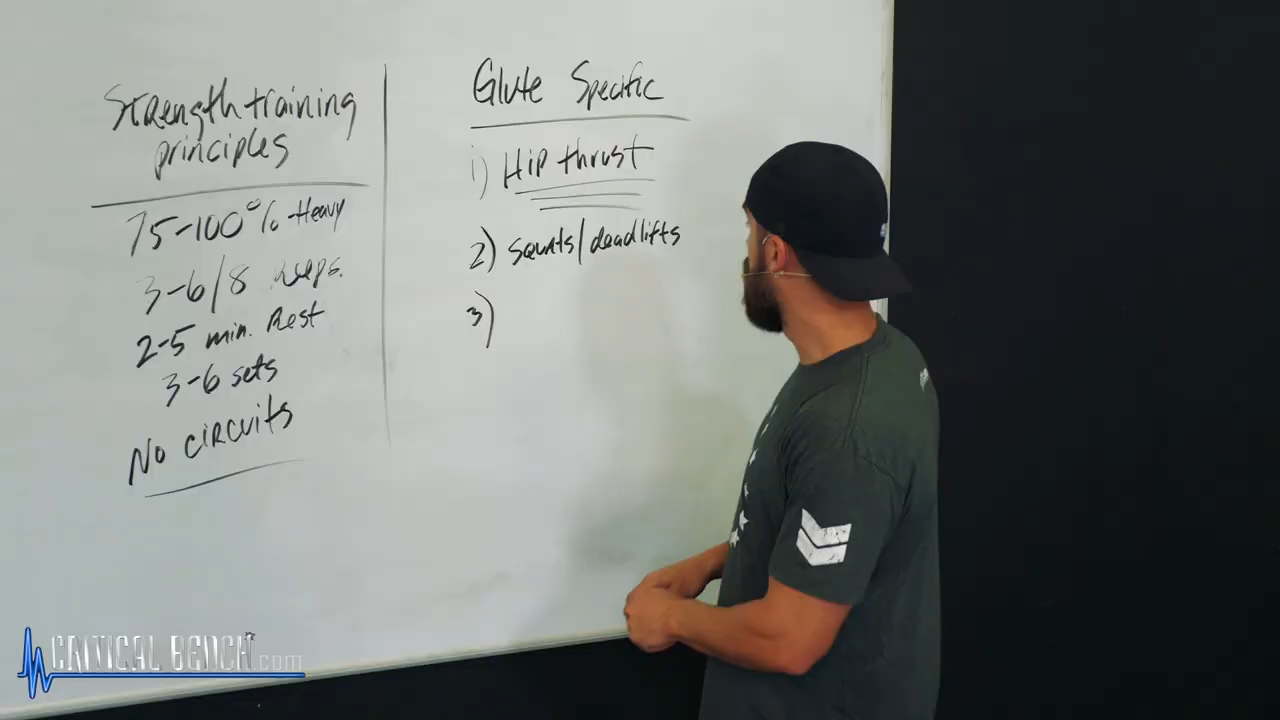 Strength training
principles
75-100% Heavy
3-6/8 Reps.
2-5 min. Rest
3-6 sets
No CIRCUITS
Glute Specific
1) Hip thrust
2) squats/deadlifts
3)
CRITICAL BENCH.com